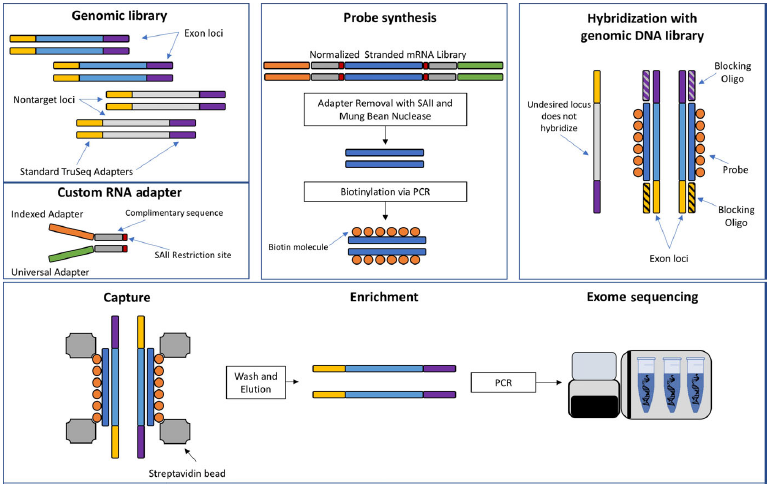 Genomic library
Exon loci
Nontarget loci
Standard TruSeq Adapters
Custom RNA adapter
Indexed Adapter
Complimentary sequence
SAII Restriction site
Universal Adapter
Probe synthesis
Normalized Stranded mRNA Library
Adapter Removal with SAII and
Mung Bean Nuclease
Biotinylation via PCR
Biotin molecule
Hybridization with
genomic DNA library
Blocking
Oligo
Undesired locus
does not
hybridize
Probe
Blocking
Oligo
Exon loci
Capture
Streptavidin bead
Enrichment
Wash and
Elution
PCR
Exome sequencing